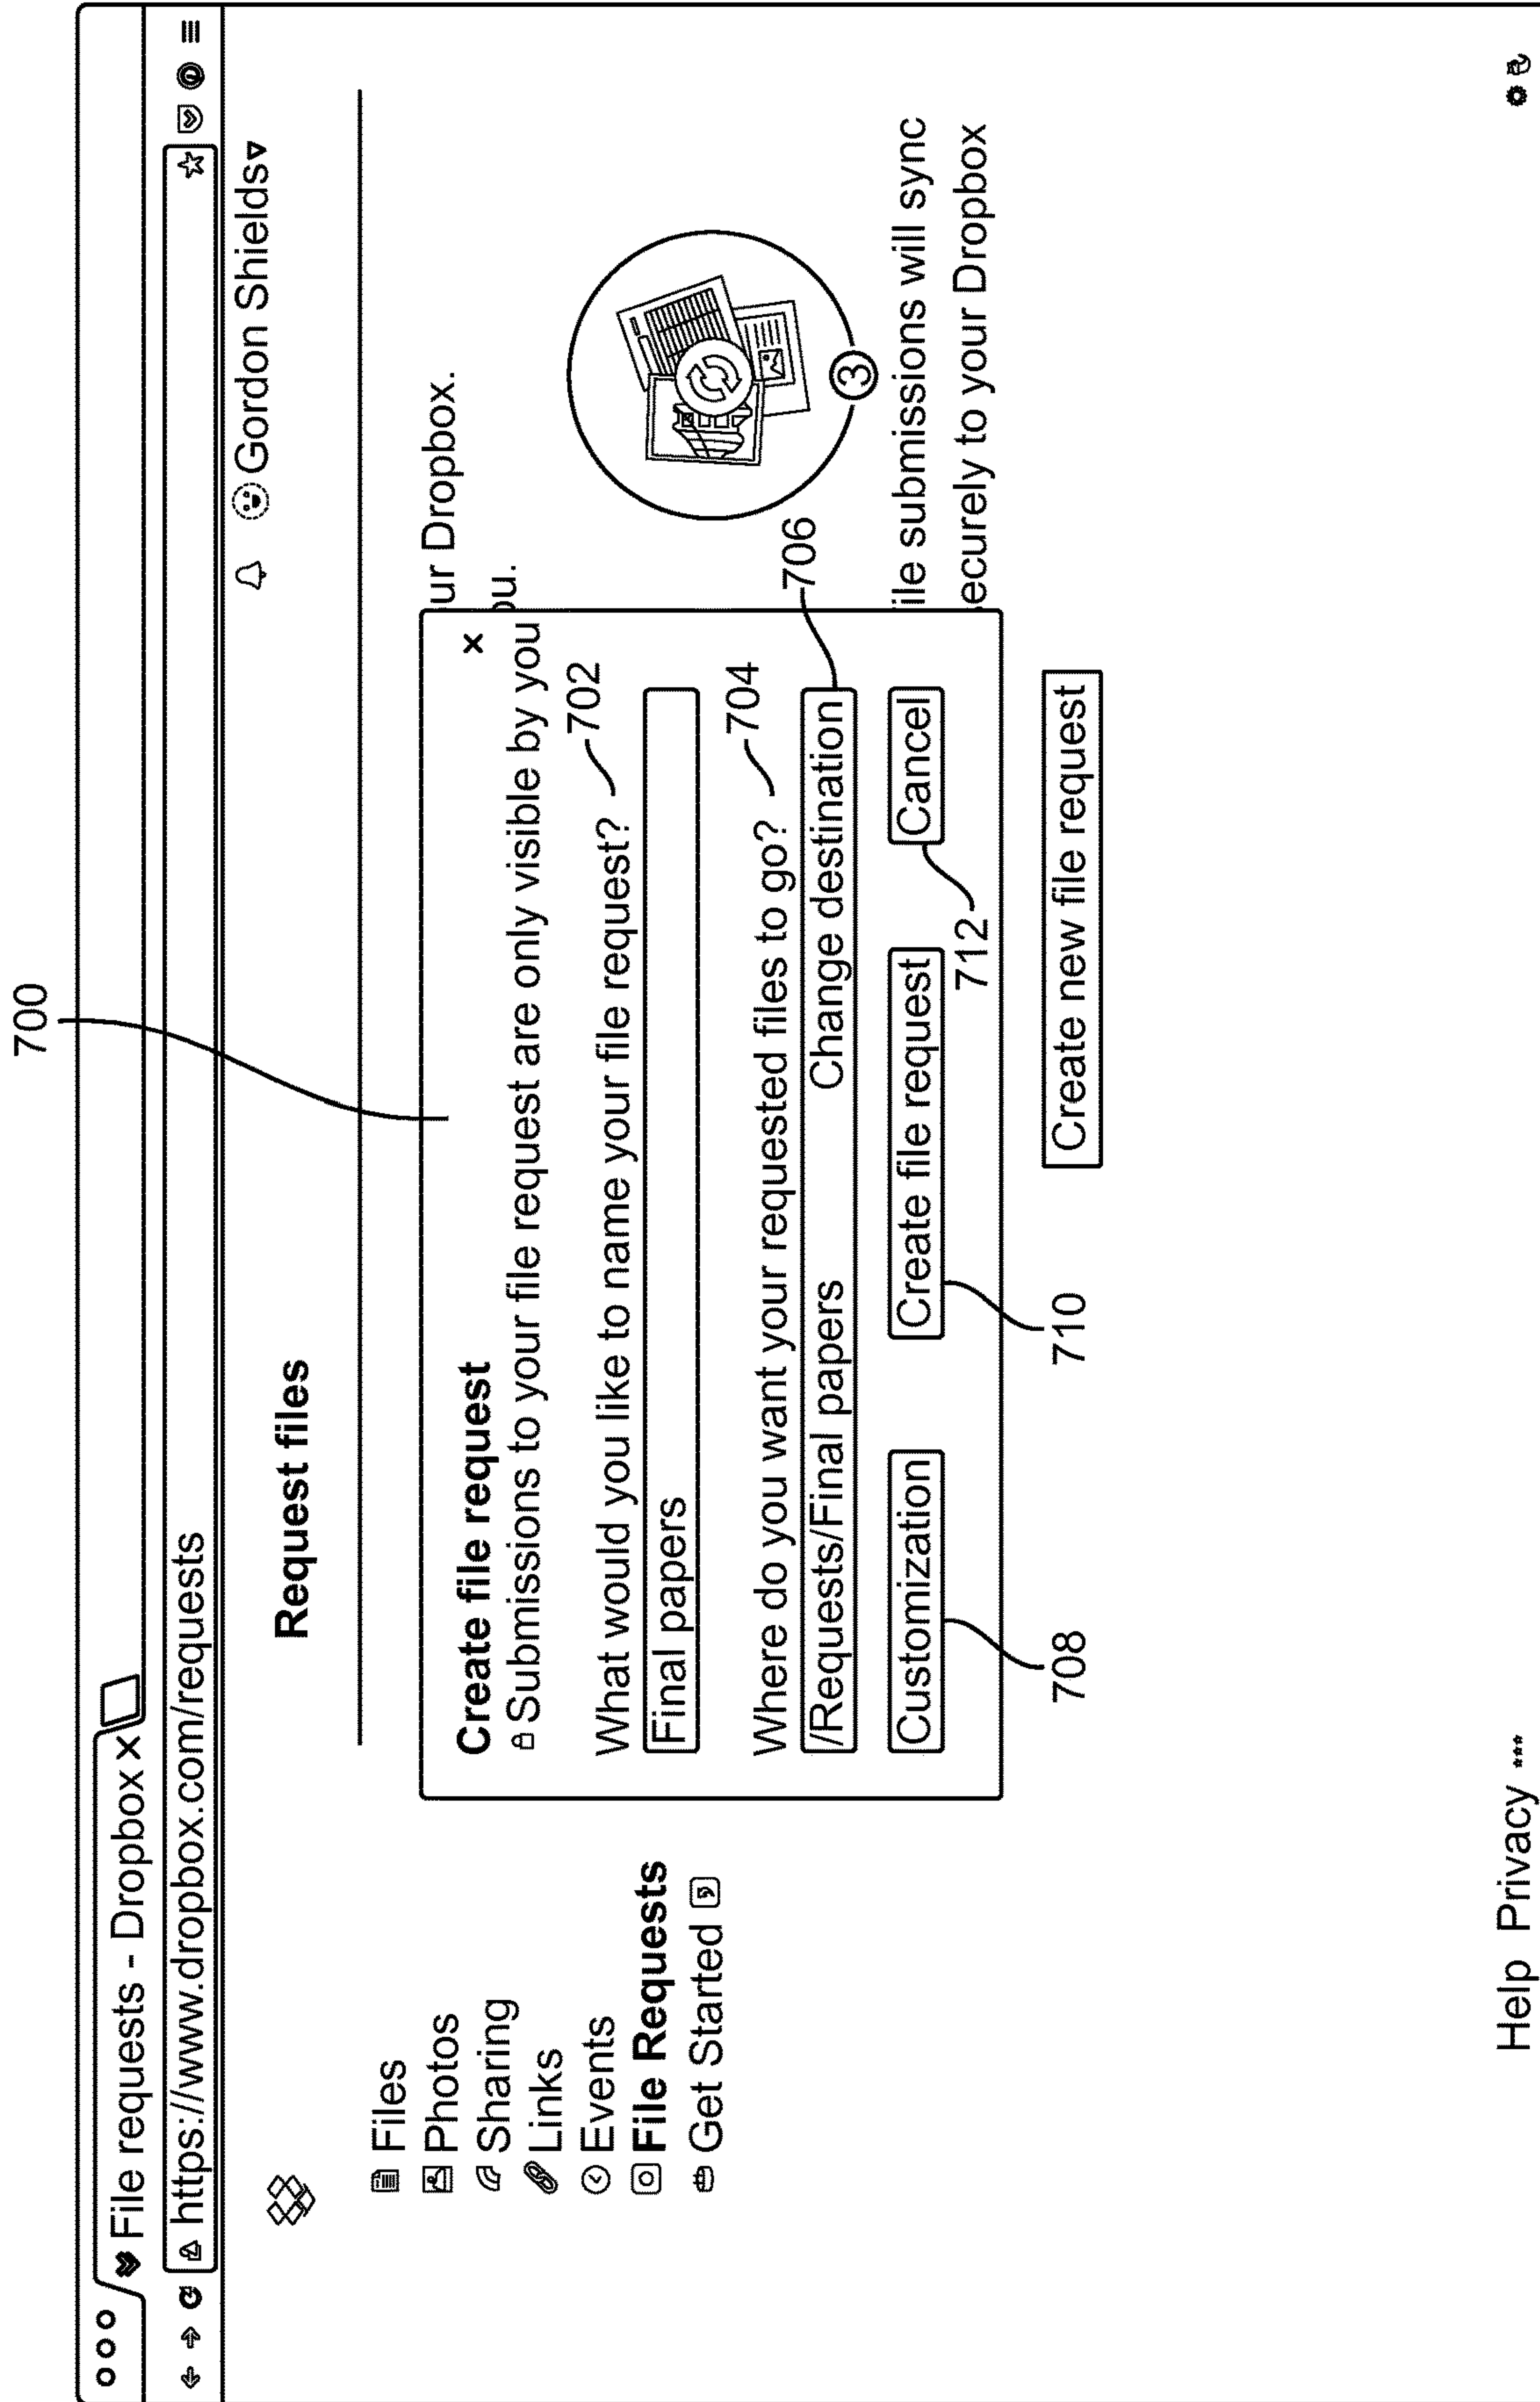 700
File requests - Dropbox X
https://www.dropbox.com/requests
Gordon Shields
Request files
Files
Photos
Sharing
Links
Events
File Requests
Get Started
ur Dropbox.
ou.
Create file request
x
Submissions to your file request are only visible by you
What would you like to name your file request?
702
Final papers
Where do you want your requested files to go?
704
/Requests/Final papers
Change destination
706
Customization
Create file request
Cancel
708
710
712
3
ile submissions will sync
ecurely to your Dropbox
Create new file request
Help Privacy